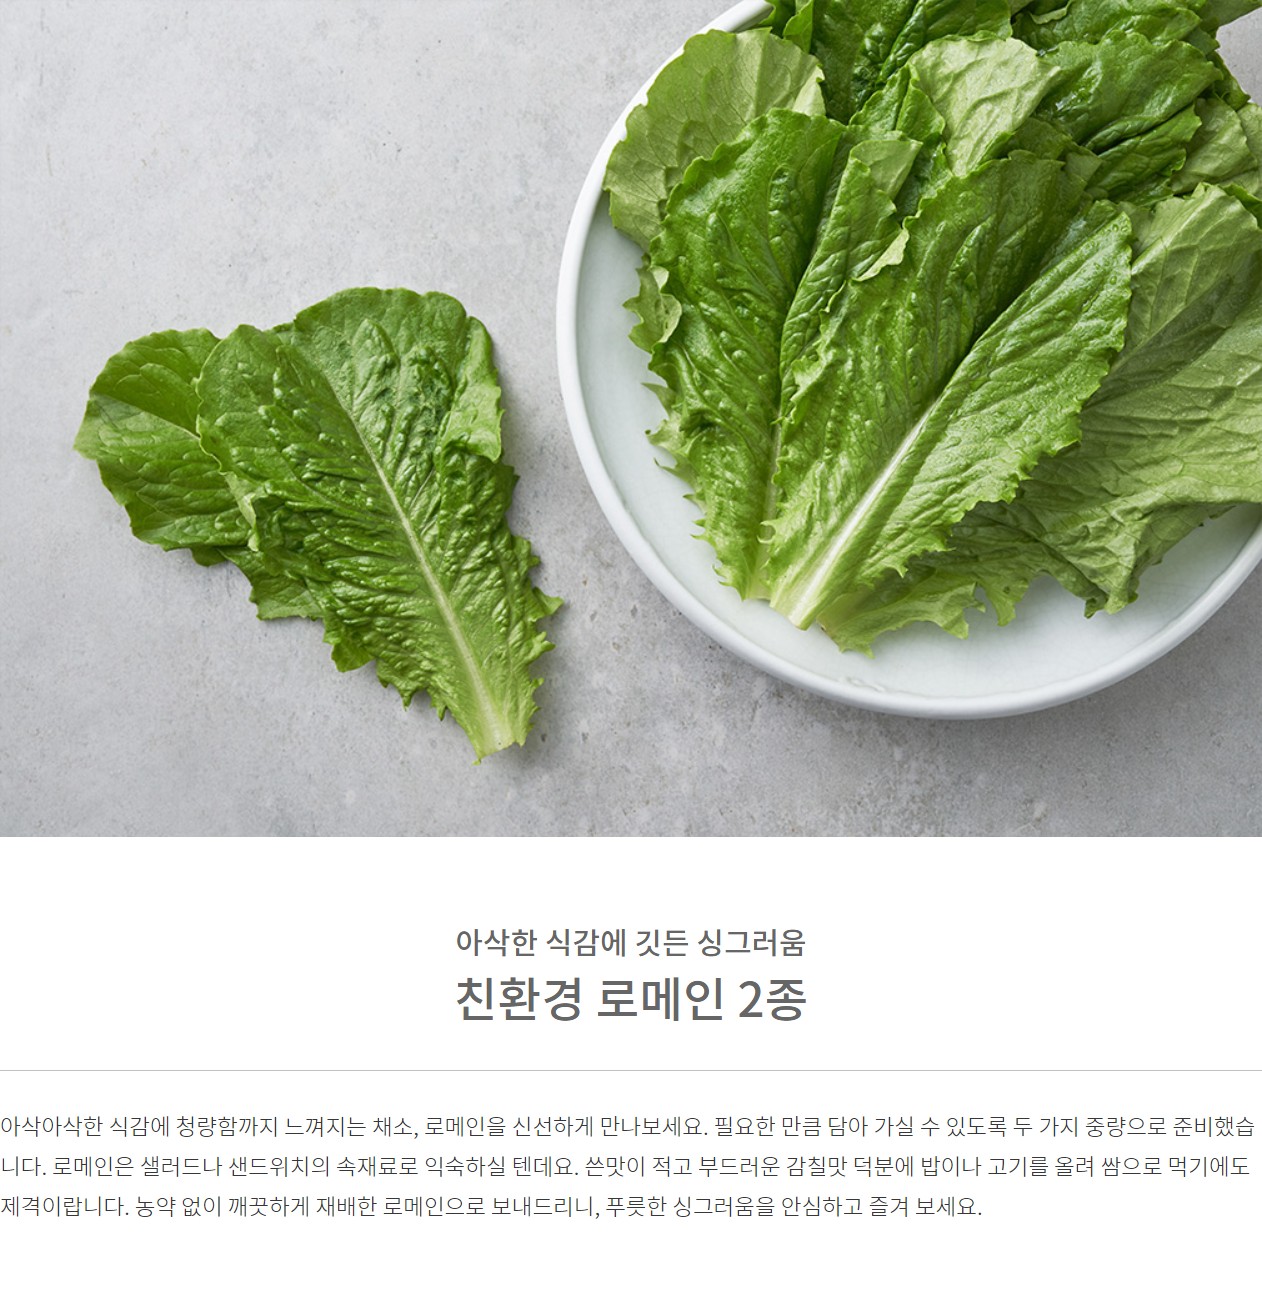 아삭한 식감에 깃든 싱그러움
친환경 로메인 2종
아삭아삭한 식감에 청량함까지 느껴지는 채소, 로메인을 신선하게 만나보세요. 필요한 만큼 담아 가실 수 있도록 두 가지 중량으로 준비했습
니다. 로메인은 샐러드나 샌드위치의 속재료로 익숙하실 텐데요. 쓴맛이 적고 부드러운 감칠맛 덕분에 밥이나 고기를 올려 쌈으로 먹기에도
제격이랍니다. 농약 없이 깨끗하게 재배한 로메인으로 보내드리니, 푸릇한 싱그러움을 안심하고 즐겨 보세요.